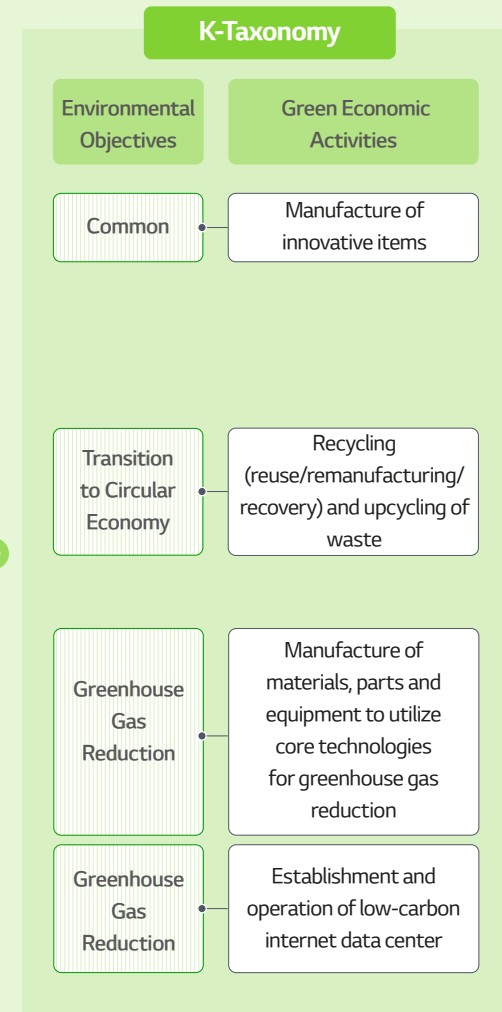 K-Taxonomy
Environmental
Objectives
Green Economic
Activities
Common
Manufacture of
innovative items
Transition
to Circular
Economy
Recycling
(reuse/remanufacturing/
recovery) and upcycling of
waste
Greenhouse
Gas
Reduction
Manufacture of
materials, parts and
equipment to utilize
core technologies
for greenhouse gas
reduction
Greenhouse
Gas
Reduction
Establishment and
operation of low-carbon
internet data center